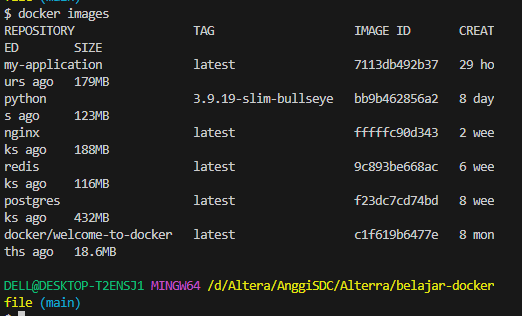 file (main)
$ docker images
REPOSITORY TAG IMAGE ID CREAT
ED SIZE
my-application latest 7113db492b37 29 ho
urs ago 179MB
python 3.9.19-slim-bullseye bb9b462856a2 8 day
s ago 123MB
nginx latest fffffc90d343 2 wee
ks ago 188MB
redis latest 9c893be668ac 6 wee
ks ago 116MB
postgres latest f23dc7cd74bd 8 wee
ks ago 432MB
docker/welcome-to-docker latest c1f619b6477e 8 mon
ths ago 18.6MB
DELL@DESKTOP-T2ENSJ1 MINGW64 /d/Altera/AnggiSDC/Alterra/belajar-docker
file (main)
$